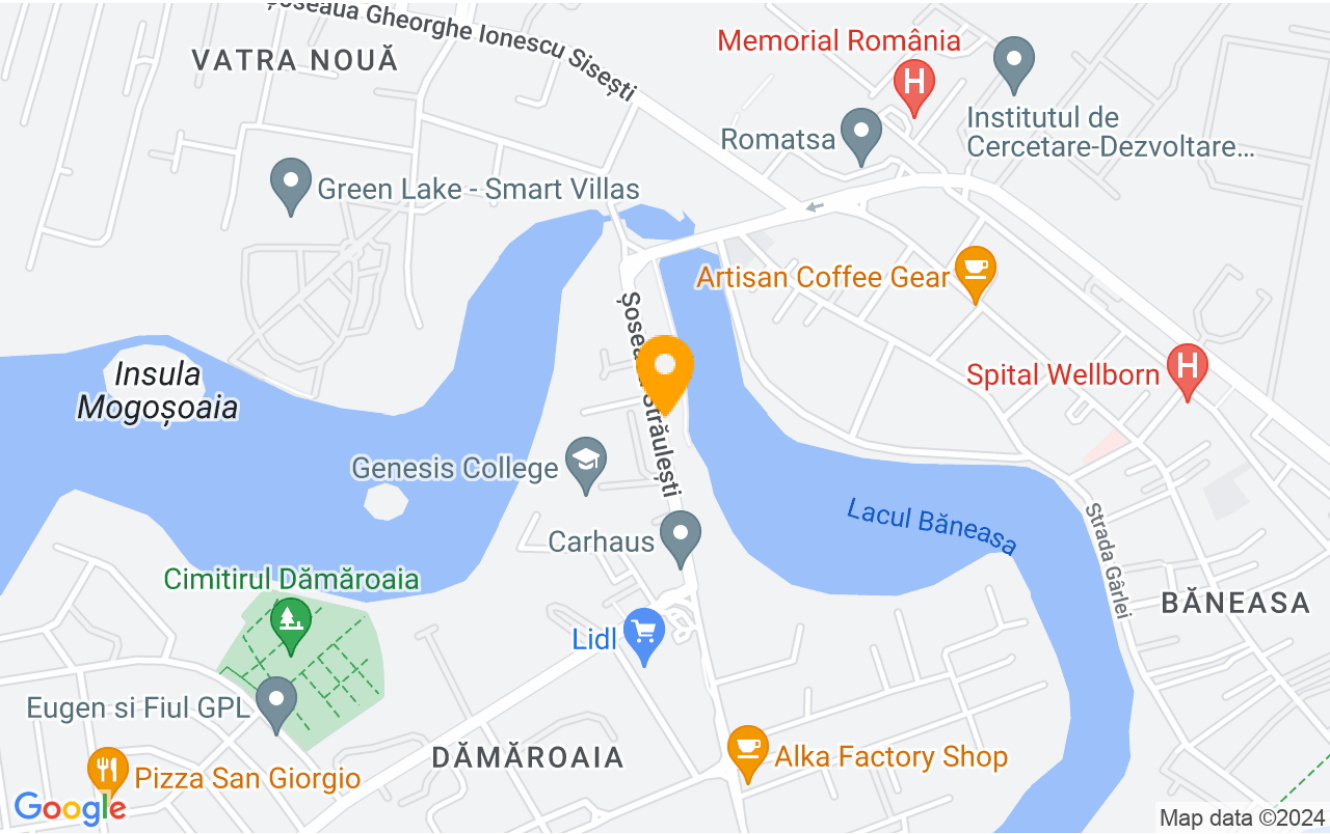 Șoseaua Gheorghe Ionescu Sisești
VATRA NOUĂ
Memorial România
H
Institutul de
Cercetare-Dezvoltare...
Romatsa
Green Lake - Smart Villas
Artisan Coffee Gear
Insula
Mogoșoaia
Spital Wellborn
H
Străulești
Genesis College
Lacul Băneasa
Carhaus
Strada Gârlei
Cimitirul Dămăroaia
BĂNEASA
Lidl
Eugen si Fiul GPL
DĂMĂROAIA
Alka Factory Shop
Pizza San Giorgio
Google
Map data ©2024